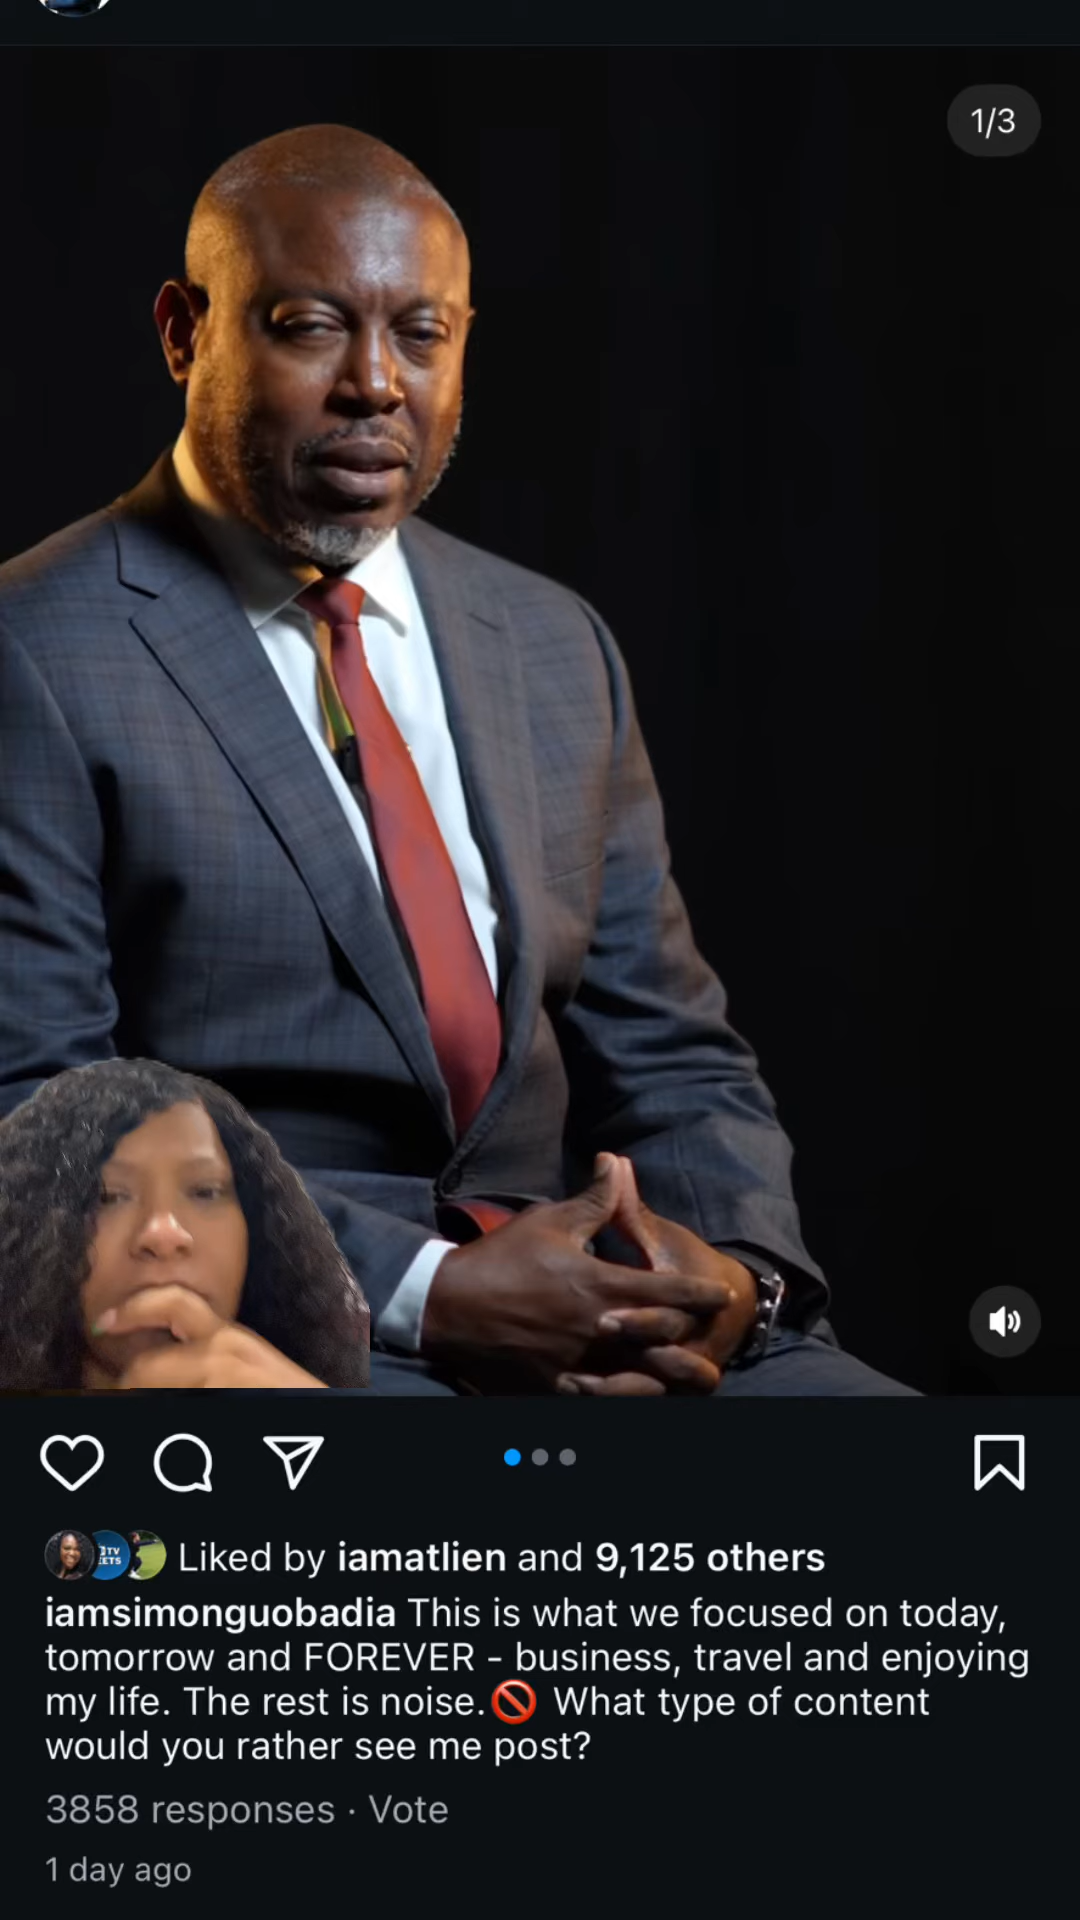 1/3
Liked by iamatlien and 9,125 others
iamsimonguobadia This is what we focused on today,
tomorrow and FOREVER - business, travel and enjoying
my life. The rest is noise.🚫 What type of content
would you rather see me post?
3858 responses · Vote
1 day ago